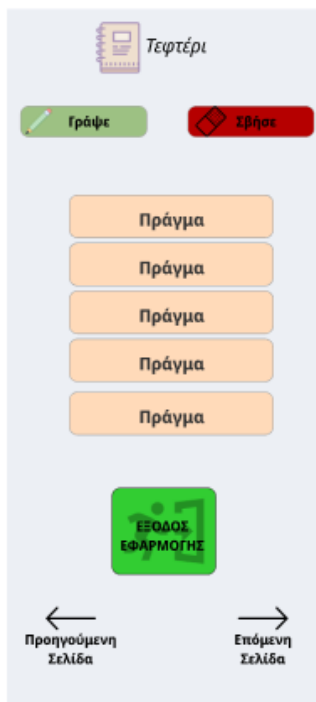 Τεφτέρι
Γράψε
Σβήσε
Πράγμα
Πράγμα
Πράγμα
Πράγμα
Πράγμα
ΕΞΟΔΟΣ
ΕΦΑΡΜΟΓΗΣ
Προηγούμενη
Σελίδα
Επόμενη
Σελίδα